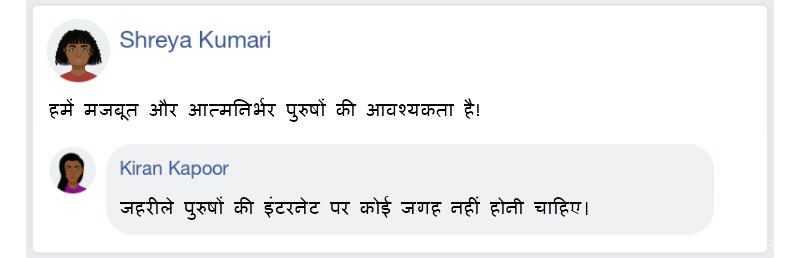 Shreya Kumari
हमें मजबूत और आत्मनिर्भर पुरुषों की आवश्यकता है!
Kiran Kapoor
जहरीले पुरुषों की इंटरनेट पर कोई जगह नहीं होनी चाहिए।